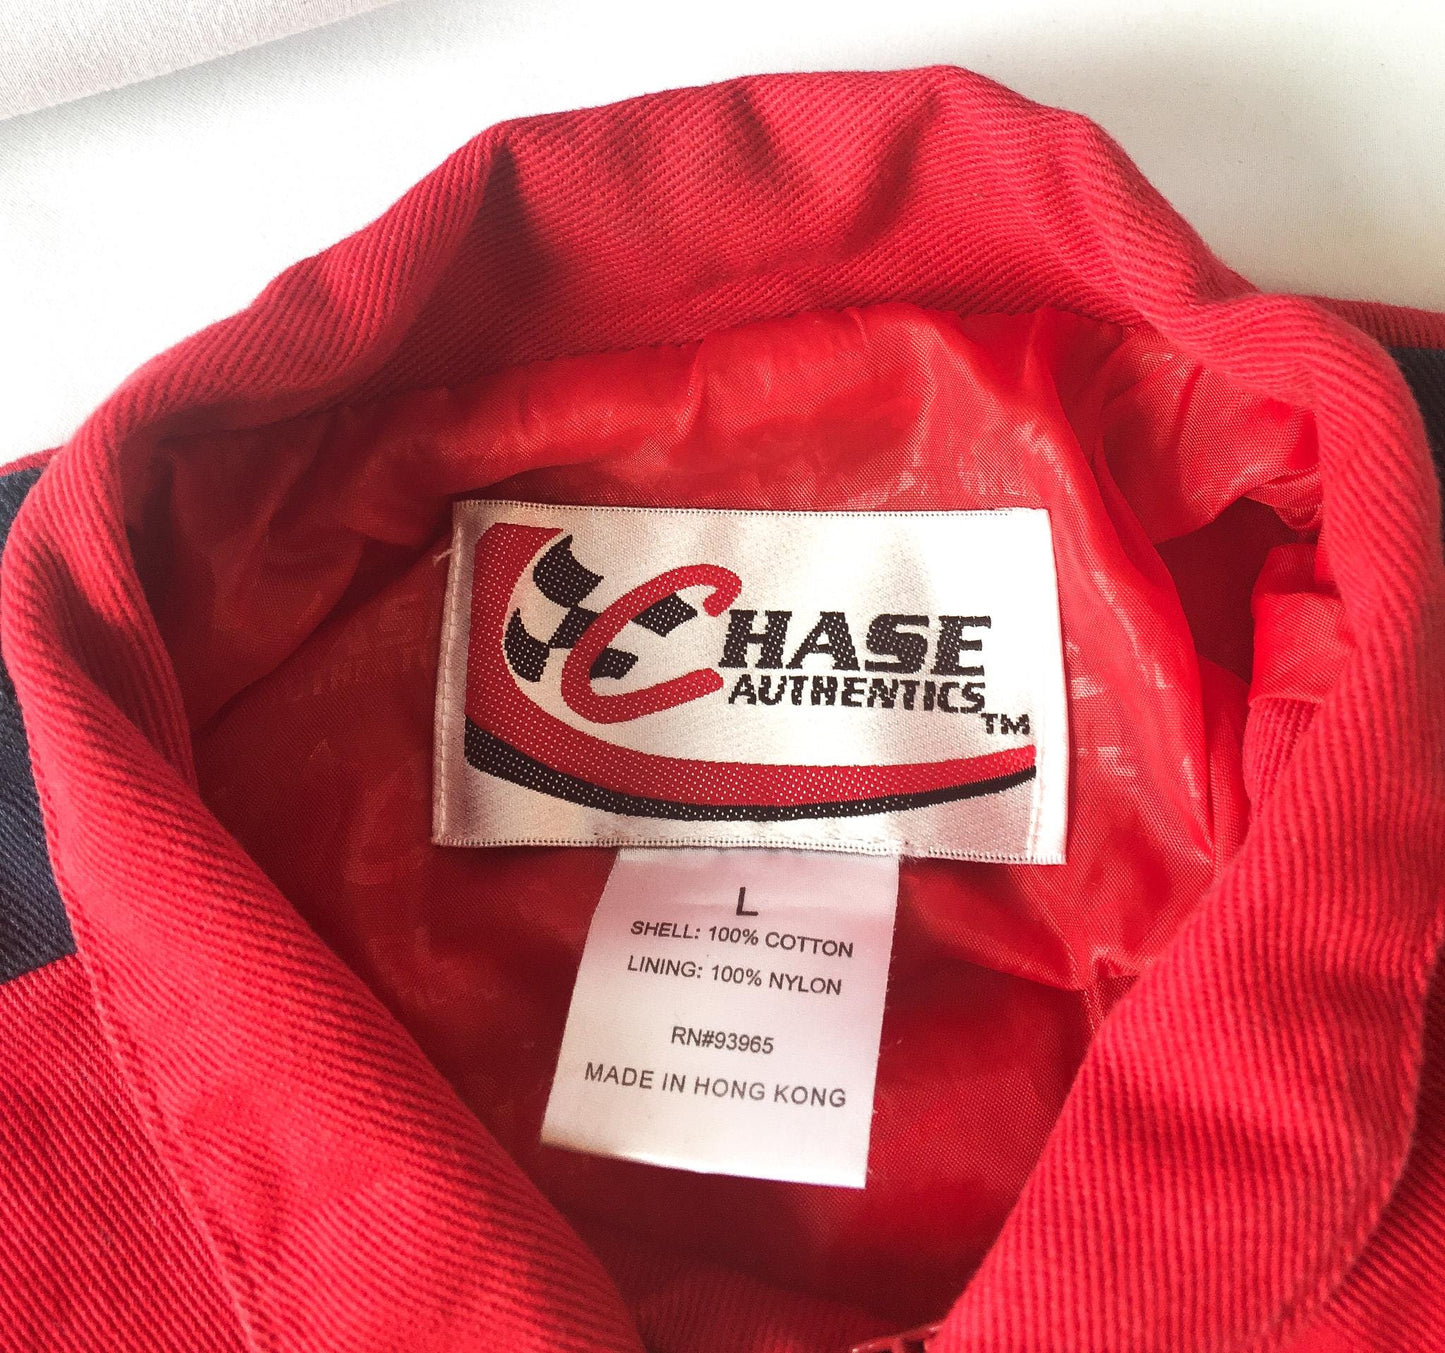 CHASE
AUTHENTICS TM
L
SHELL: 100% COTTON
LINING: 100% NYLON
RN#93965
MADE IN HONG KONG